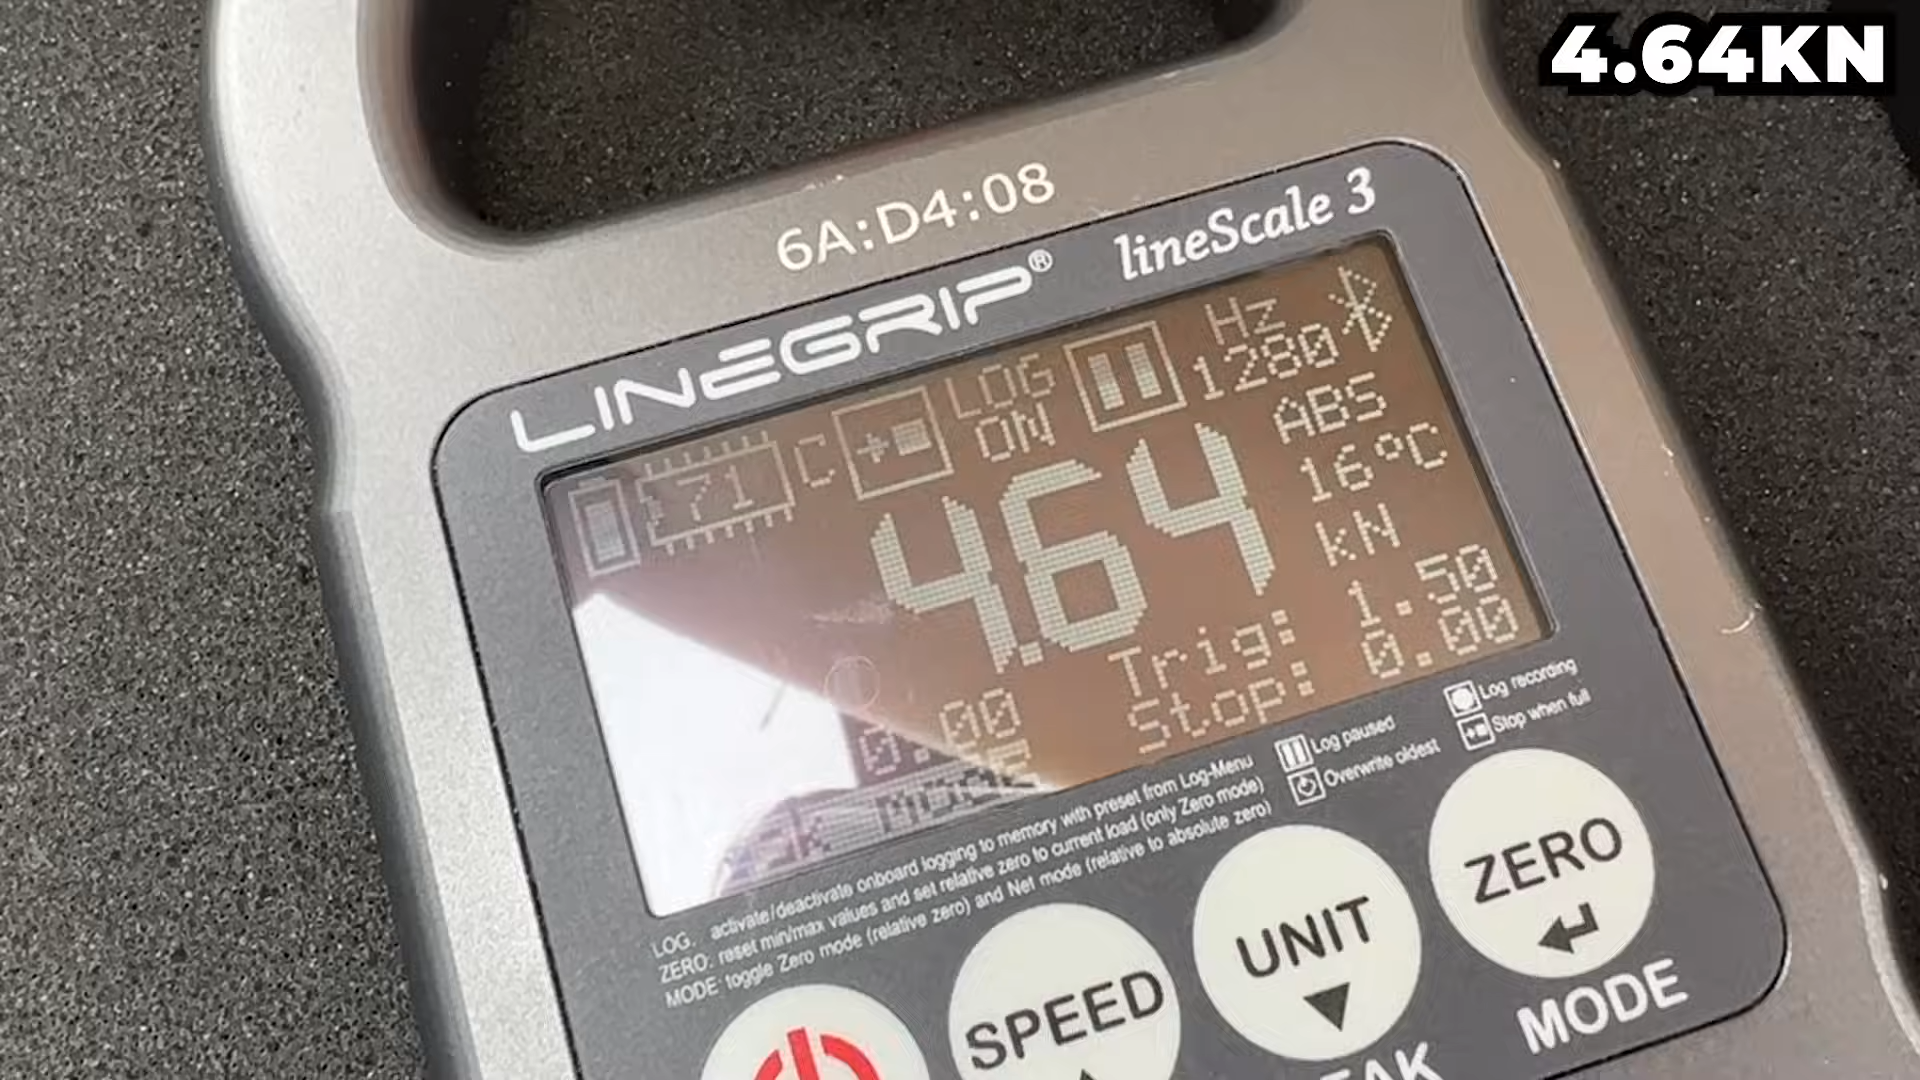 4.64KN
6A:D4:08
LINEGRIP® lineScale 3
71 C LOG ON Hz 1280
ABS
16°C
4.64 kN
Trig: 1.50
0.00 Stop: 0.00
MODE
Log paused Log recording
Overwrite oldest Stop when full
LOG: activate/deactivate onboard logging to memory with preset from Log-Menu
ZERO: reset min/max values and set relative zero to current load (only Zero mode)
MODE: toggle Zero mode (relative zero) and Net mode (relative to absolute zero)
SPEED UNIT ZERO
MODE